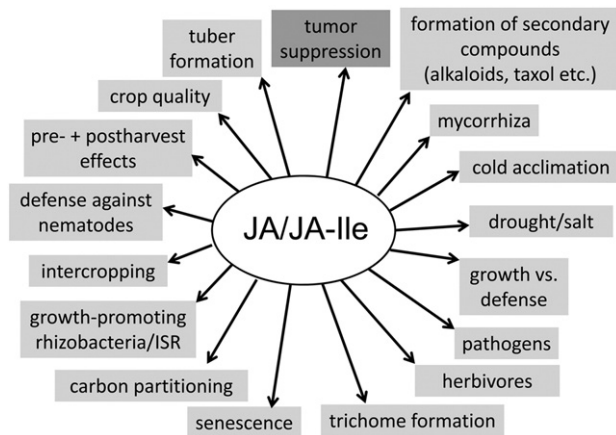 tumor
suppression
formation of secondary
compounds
(alkaloids, taxol etc.)
tuber
formation
crop quality
mycorrhiza
pre- + postharvest
effects
cold acclimation
defense against
nematodes
JA/JA-Ile
drought/salt
intercropping
growth vs.
defense
growth-promoting
rhizobacteria/ISR
pathogens
carbon partitioning
herbivores
senescence
trichome formation